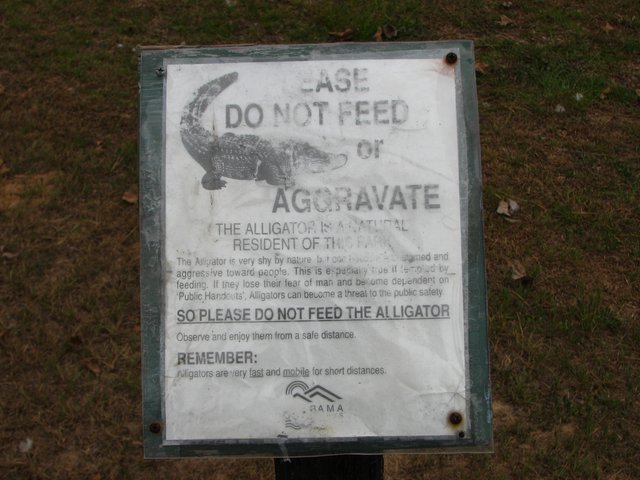 EASE
DO NOT FEED
or
AGGRAVATE
THE ALLIGATOR IS A NATURAL
RESIDENT OF THIS PARK
The Alligator is very shy by nature, but can and
aggressive toward people. This is especially true if tempted by
feeding. If they lose their fear of man and become dependent on
'Public Handouts', Alligators can become a threat to the public safety.
SO PLEASE DO NOT FEED THE ALLIGATOR
Observe and enjoy them from a safe distance.
REMEMBER:
Alligators are very fast and mobile for short distances.
BAMA